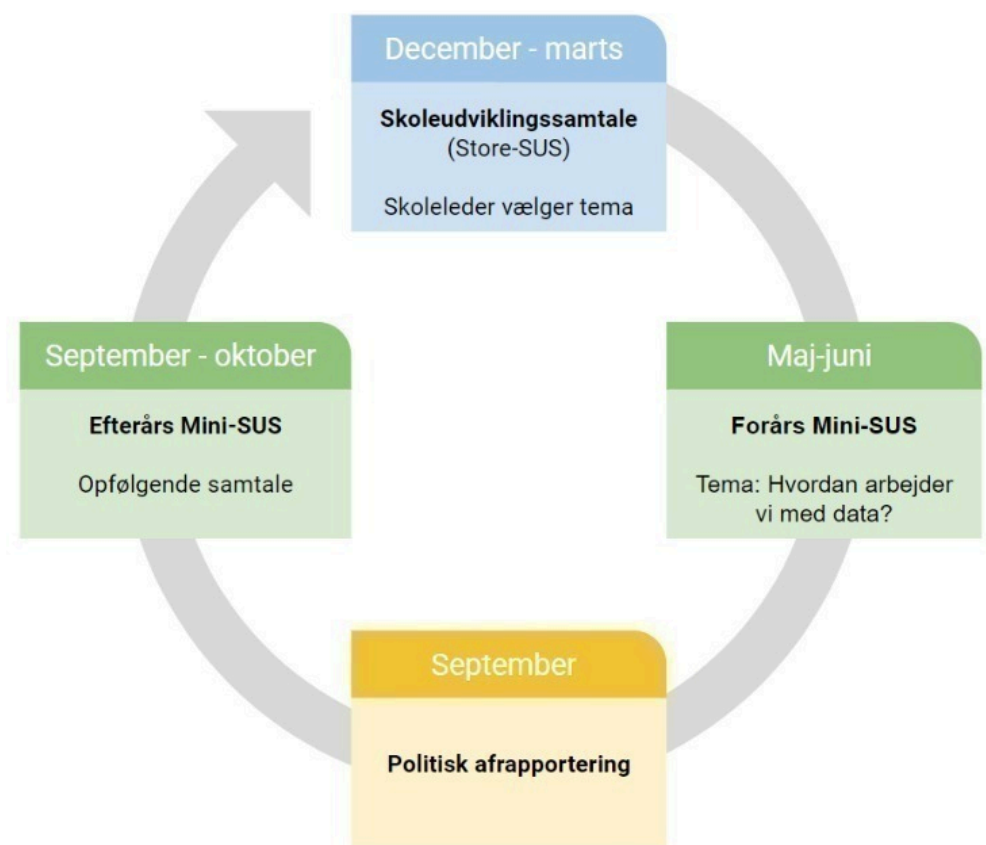 December - marts
Skoleudviklingssamtale
(Store-SUS)
Skoleleder vælger tema
September - oktober
Efterårs Mini-SUS
Opfølgende samtale
Maj-juni
Forårs Mini-SUS
Tema: Hvordan arbejder
vi med data?
September
Politisk afrapportering